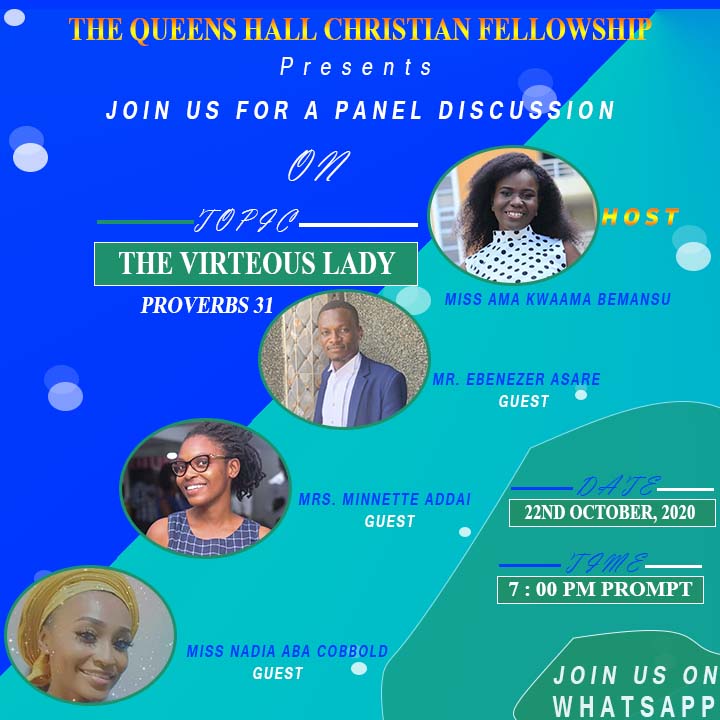 THE QUEENS HALL CHRISTIAN FELLOWSHIP
Presents
JOIN US FOR A PANEL DISCUSSION
ON
TOPIC
THE VIRTEOUS LADY
PROVERBS 31
HOST
MISS AMA KWAAMA BEMANSU
MR. EBENEZER ASARE
GUEST
MRS. MINNETTE ADDAI
GUEST
MISS NADIA ABA COBBOLD
GUEST
DATE
22ND OCTOBER, 2020
TIME
7 : 00 PM PROMPT
JOIN US ON
WHATSAPP